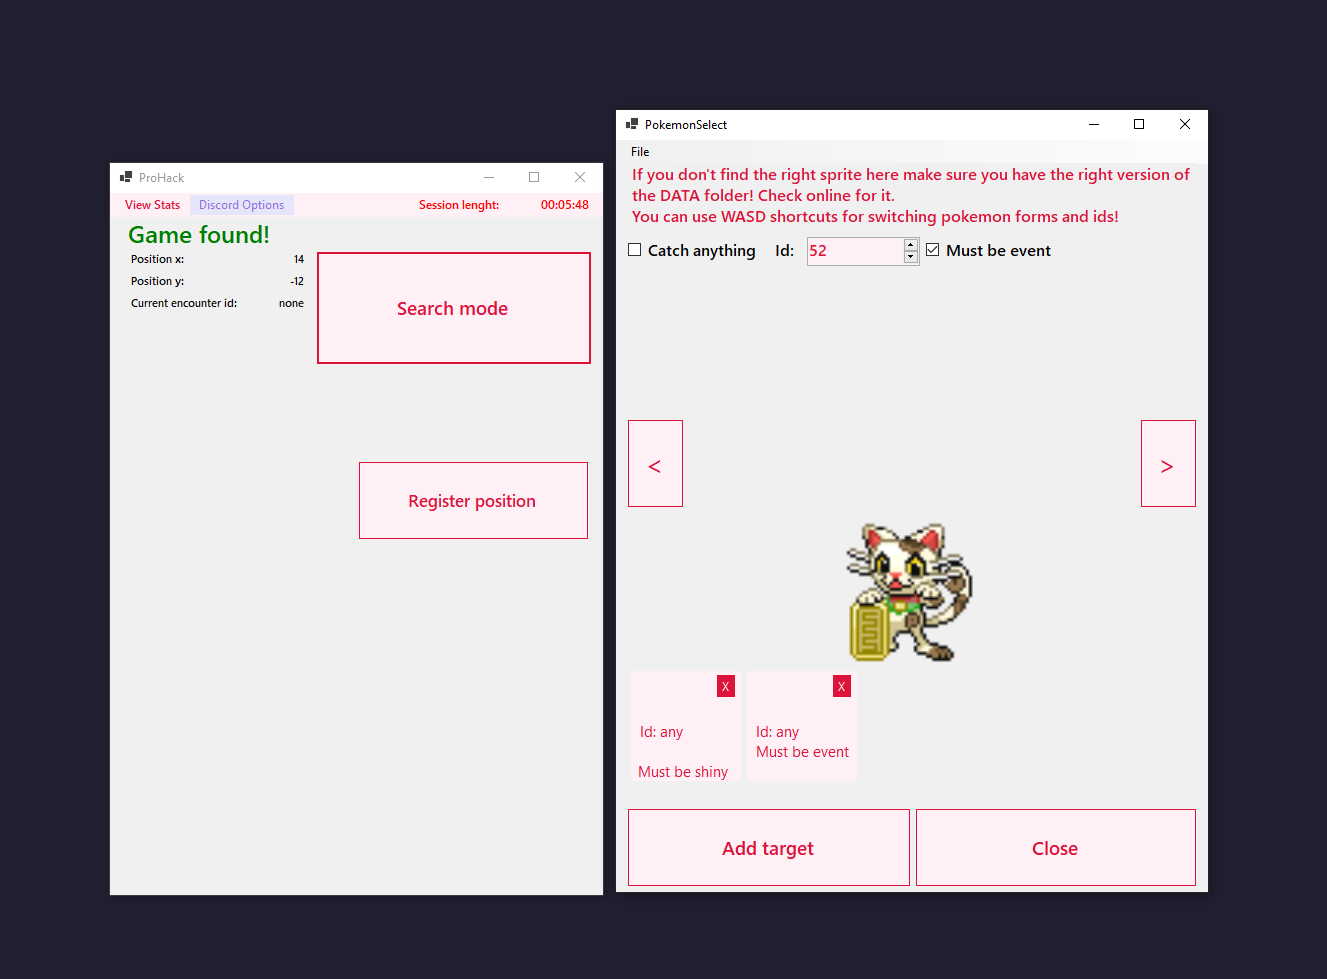 ProHack
View Stats
Discord Options
Session lenght:
00:05:48
Game found!
Position x:
14
Position y:
-12
Current encounter id:
none
Search mode
Register position
PokemonSelect
File
If you don't find the right sprite here make sure you have the right version of
the DATA folder! Check online for it.
You can use WASD shortcuts for switching pokemon forms and ids!
Catch anything
Id:
52
Must be event
<
>
X
Id: any
Must be shiny
X
Id: any
Must be event
Add target
Close